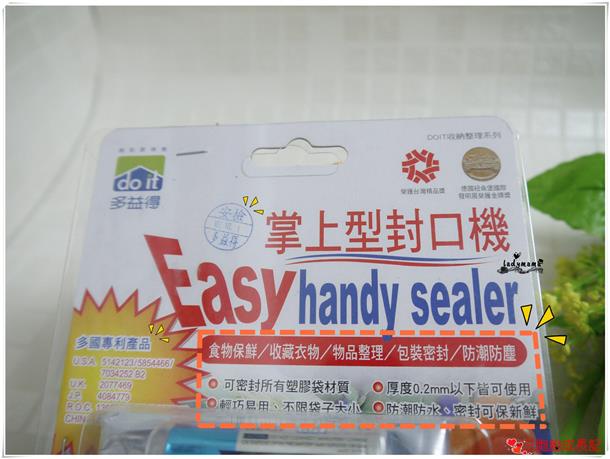 DOIT收納整理系列
do it
多益得
榮獲台灣精品獎
德國紐倫堡國際
發明展榮獲金牌獎
安檢
多益得
掌上型封口機
Ladymama
Easy handy sealer
多國專利產品
U.S.A. 5142123/5854466/
7034252 B2
U.K. 2077469
J.P. 4084779
R.O.C.
CHIN
食物保鮮/收藏衣物/物品整理/包裝密封/防潮防塵
●可密封所有塑膠袋材質 ●厚度0.2mm以下皆可使用
●輕巧易用、不限袋子大小 ●防潮防水、密封可保新鮮